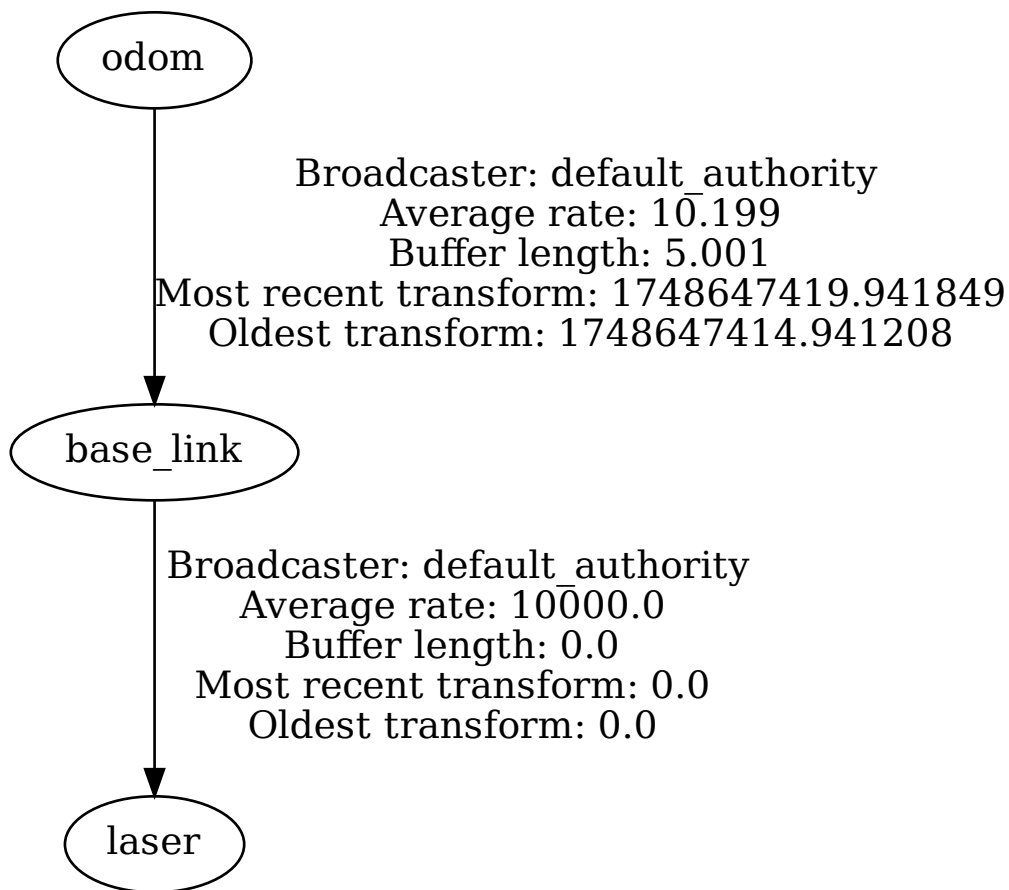 odom
Broadcaster: default_authority
Average rate: 10.199
Buffer length: 5.001
Most recent transform: 1748647419.941849
Oldest transform: 1748647414.941208
base_link
Broadcaster: default_authority
Average rate: 10000.0
Buffer length: 0.0
Most recent transform: 0.0
Oldest transform: 0.0
laser